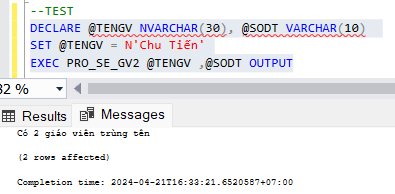 --TEST
DECLARE @TENGV NVARCHAR(30), @SODT VARCHAR(10)
SET @TENGV = N'Chu Tiến'
EXEC PRO_SE_GV2 @TENGV ,@SODT OUTPUT
Results Messages
Có 2 giáo viên trùng tên
(2 rows affected)
Completion time: 2024-04-21T16:33:21.6520587+07:00